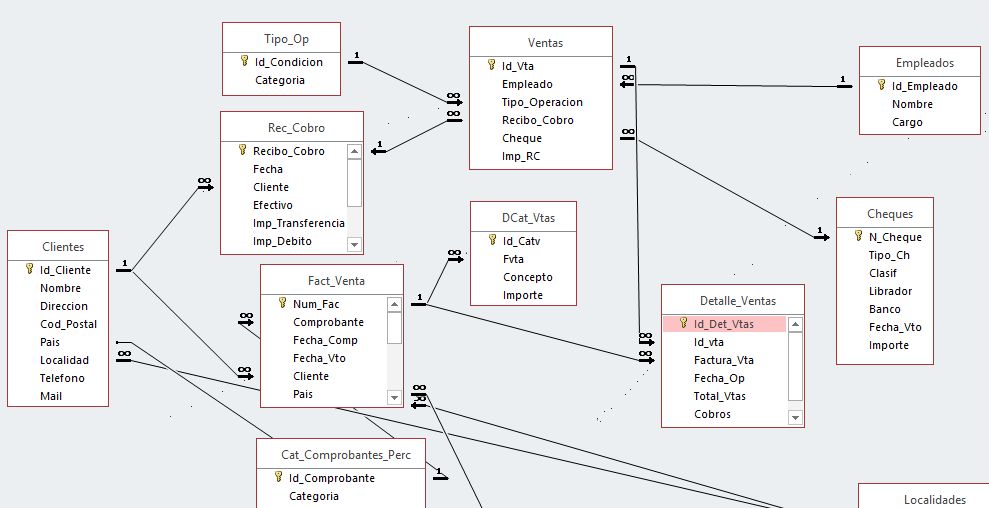 Tipo_Op
Id_Condicion
Categoria
Ventas
Id_Vta
Empleado
Tipo_Operacion
Recibo_Cobro
Cheque
Imp_RC
Empleados
Id_Empleado
Nombre
Cargo
Rec_Cobro
Recibo_Cobro
Fecha
Cliente
Efectivo
Imp_Transferencia
Imp_Debito
DCat_Vtas
Id_Catv
Fvta
Concepto
Importe
Cheques
N_Cheque
Tipo_Ch
Clasif
Librador
Banco
Fecha_Vto
Importe
Clientes
Id_Cliente
Nombre
Direccion
Cod_Postal
Pais
Localidad
Telefono
Mail
Fact_Venta
Num_Fac
Comprobante
Fecha_Comp
Fecha_Vto
Cliente
Pais
Detalle_Ventas
Id_Det_Vtas
Id_vta
Factura_Vta
Fecha_Op
Total_Vtas
Cobros
Cat_Comprobantes_Perc
Id_Comprobante
Categoria
Localidades
1
∞
∞
1
1
∞
1
∞
1
∞
1
∞
∞
∞
1
∞
1
∞
∞
∞
∞
∞
1